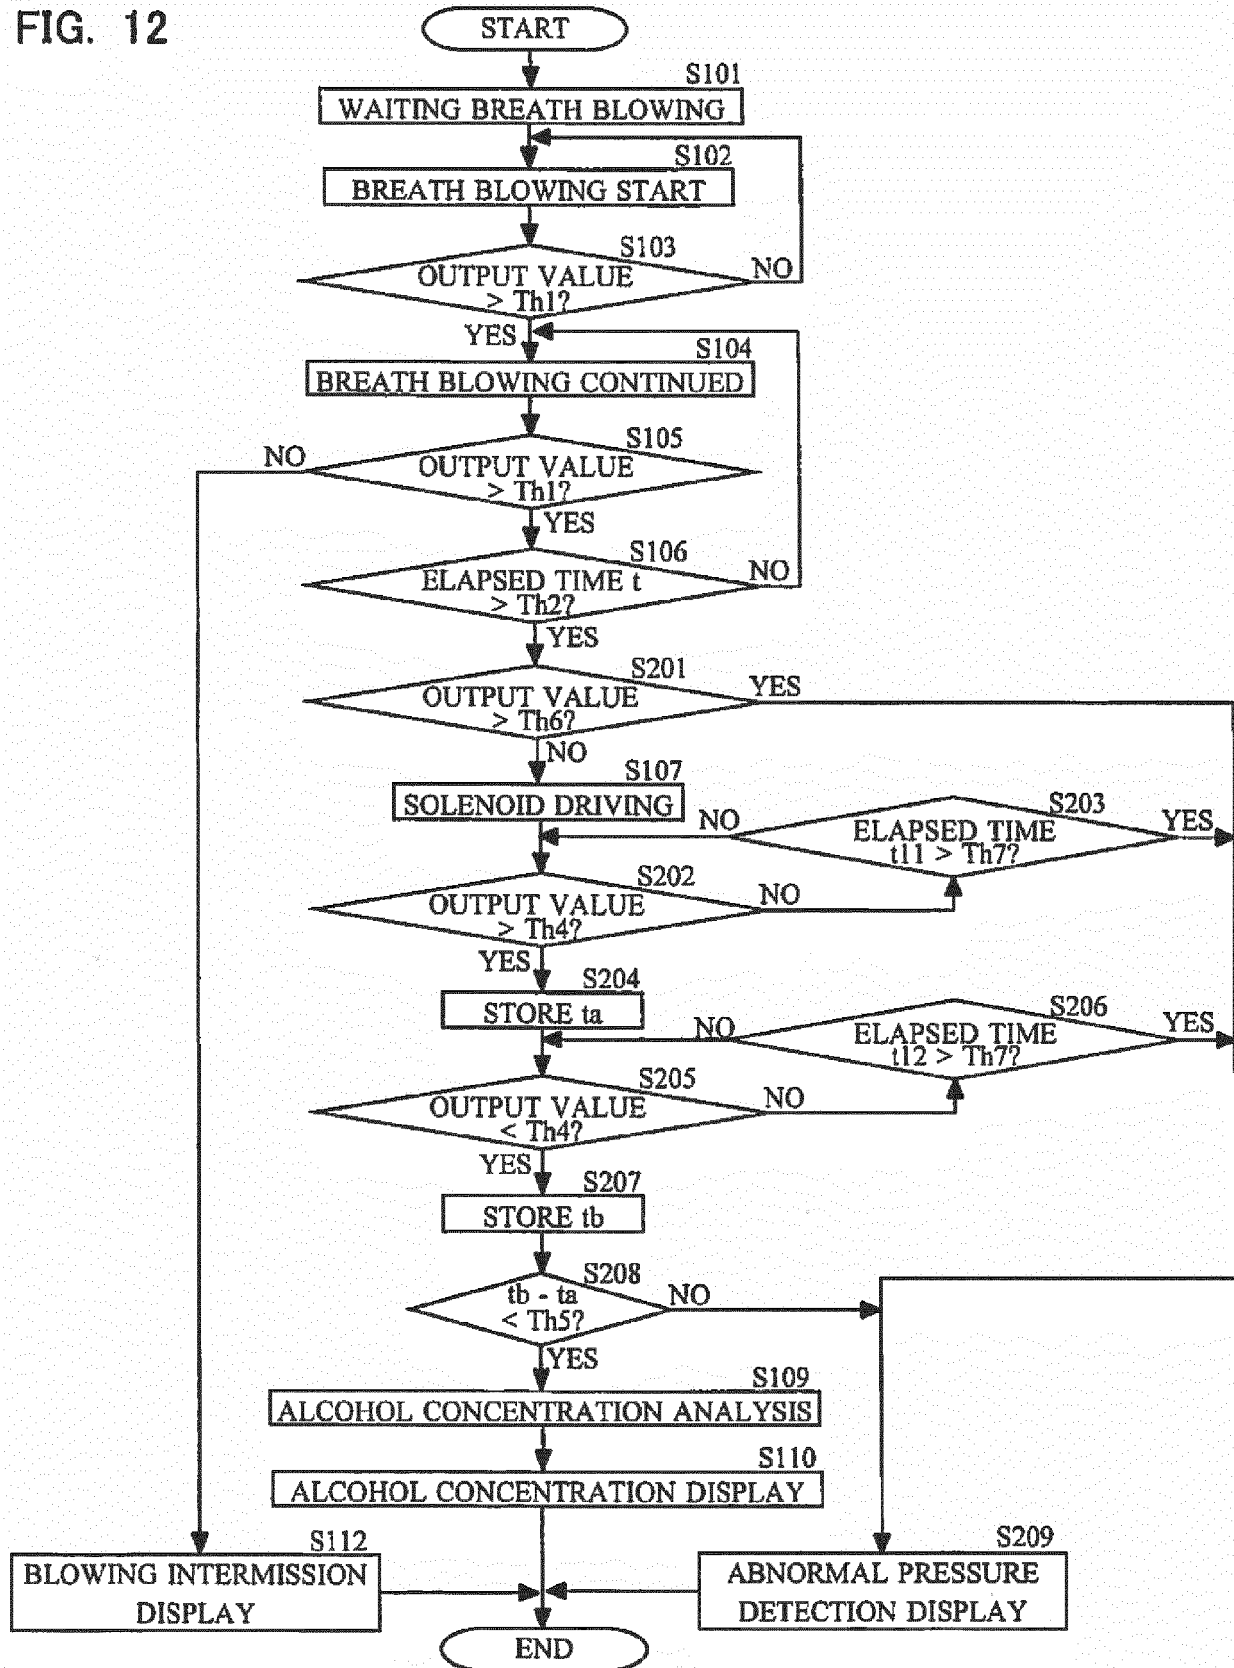 FIG. 12
START
S101
WAITING BREATH BLOWING
S102
BREATH BLOWING START
S103
OUTPUT VALUE
> Th1?
NO
YES
S104
BREATH BLOWING CONTINUED
S105
NO
OUTPUT VALUE
> Th1?
YES
S106
ELAPSED TIME t
> Th2?
NO
YES
S201
OUTPUT VALUE
> Th6?
YES
NO
S107
SOLENOID DRIVING
S203
NO
ELAPSED TIME
t11 > Th7?
YES
S202
OUTPUT VALUE
> Th4?
NO
YES
S204
STORE ta
S206
NO
ELAPSED TIME
t12 > Th7?
YES
S205
OUTPUT VALUE
< Th4?
NO
YES
S207
STORE tb
S208
tb - ta
< Th5?
NO
YES
S109
ALCOHOL CONCENTRATION ANALYSIS
S110
ALCOHOL CONCENTRATION DISPLAY
S112
BLOWING INTERMISSION
DISPLAY
S209
ABNORMAL PRESSURE
DETECTION DISPLAY
END